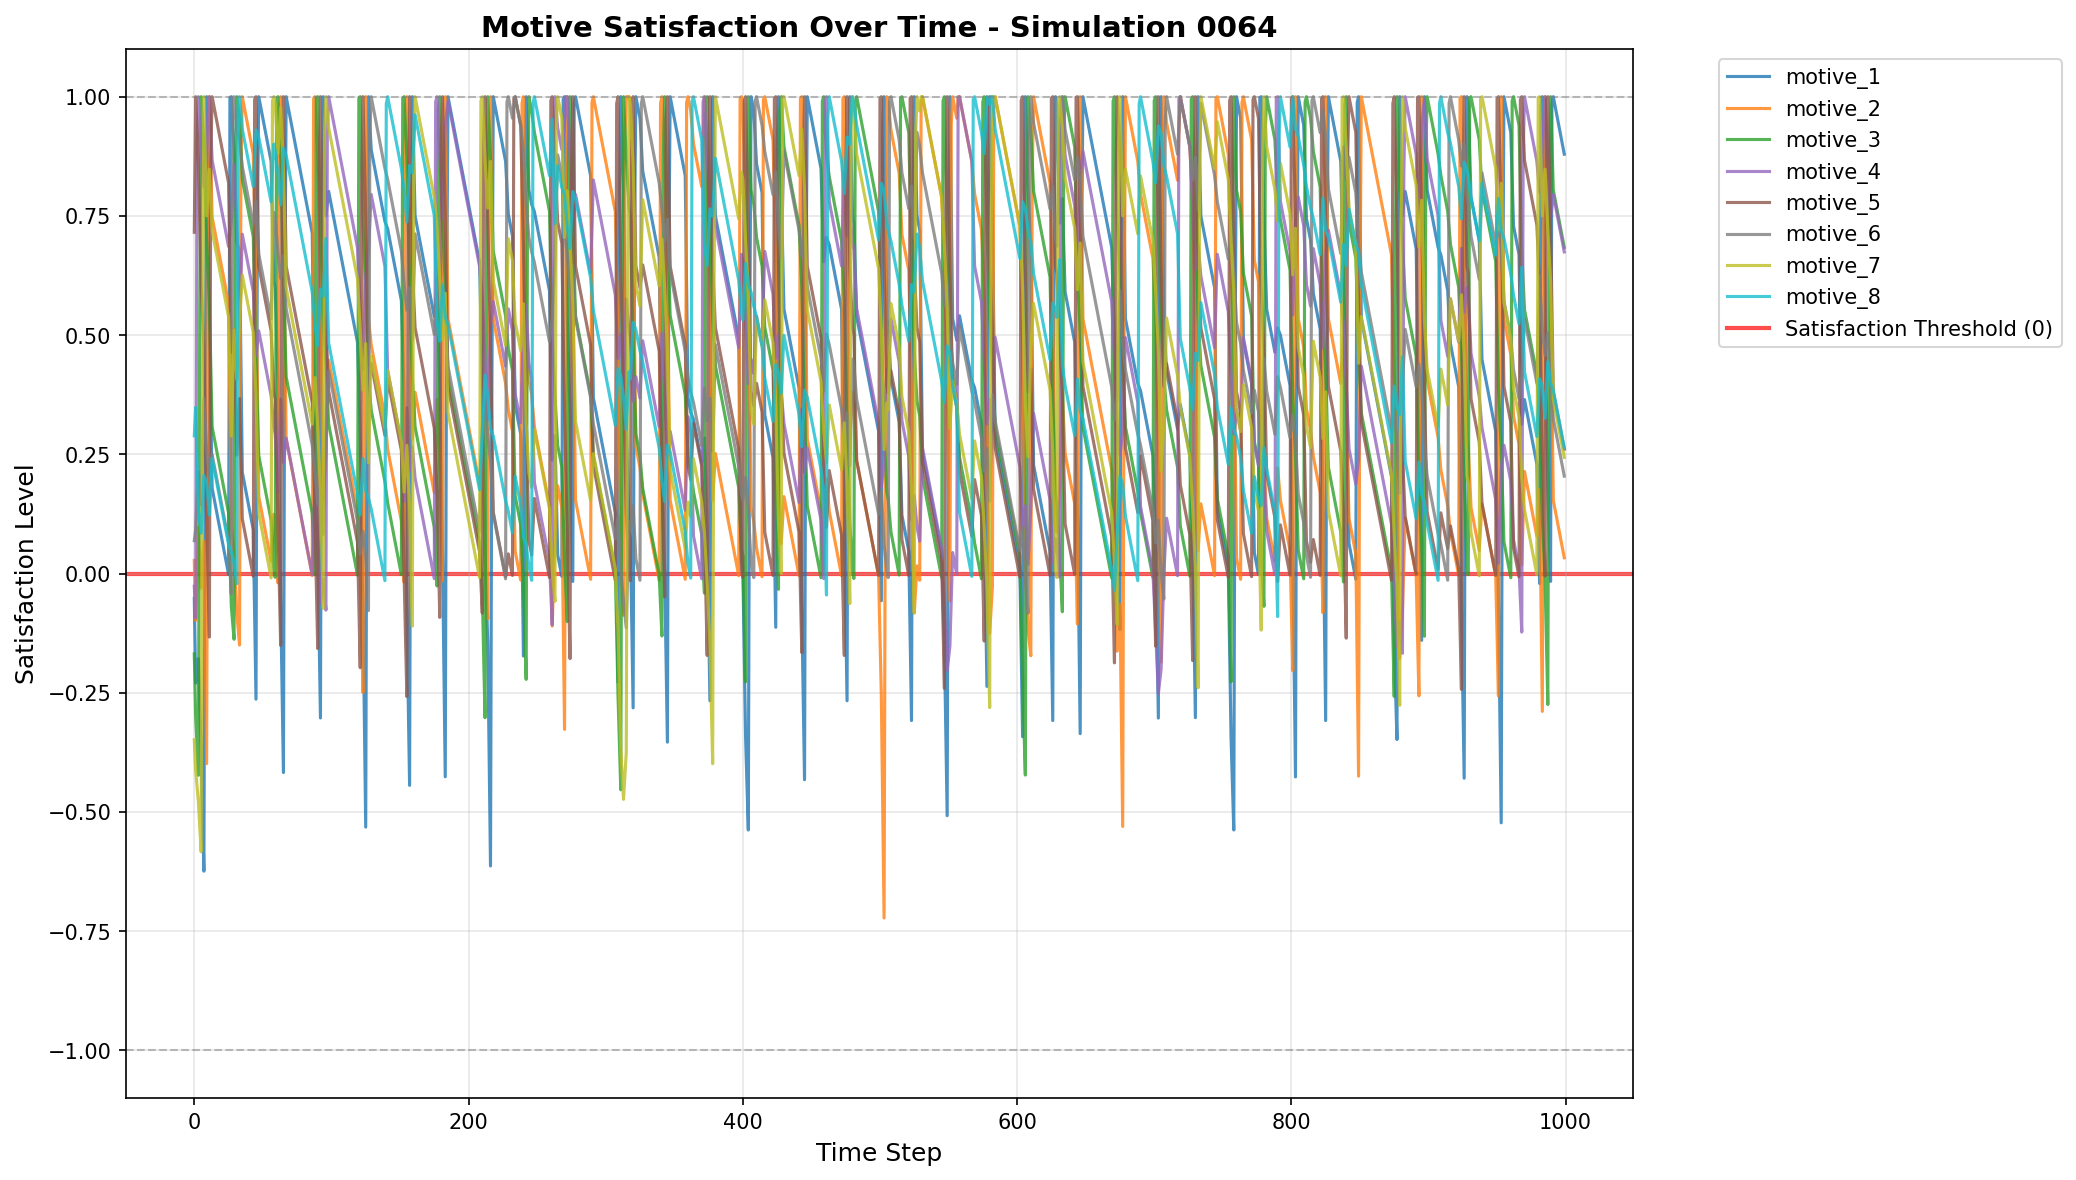 Motive Satisfaction Over Time - Simulation 0064
1.00
0.75
0.50
0.25
0.00
−0.25
−0.50
−0.75
−1.00
Satisfaction Level
0
200
400
600
800
1000
Time Step
motive_1
motive_2
motive_3
motive_4
motive_5
motive_6
motive_7
motive_8
Satisfaction Threshold (0)